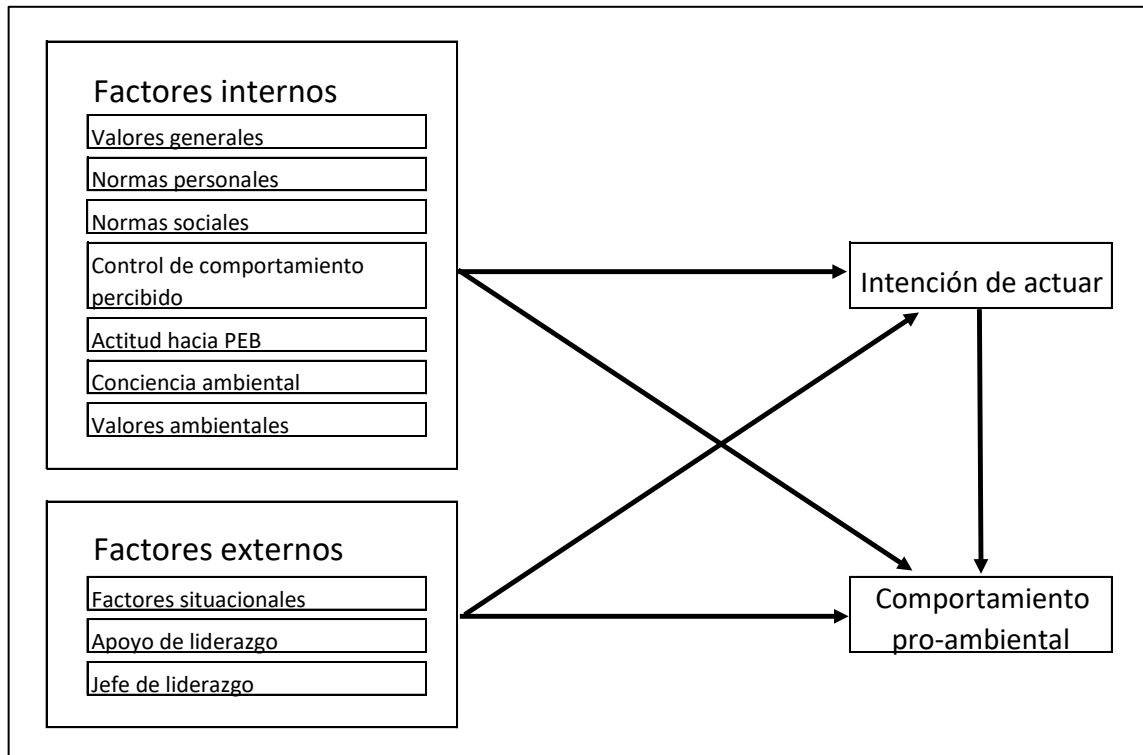 Factores internos
Valores generales
Normas personales
Normas sociales
Control de comportamiento
percibido
Actitud hacia PEB
Conciencia ambiental
Valores ambientales
Factores externos
Factores situacionales
Apoyo de liderazgo
Jefe de liderazgo
Intención de actuar
Comportamiento
pro-ambiental